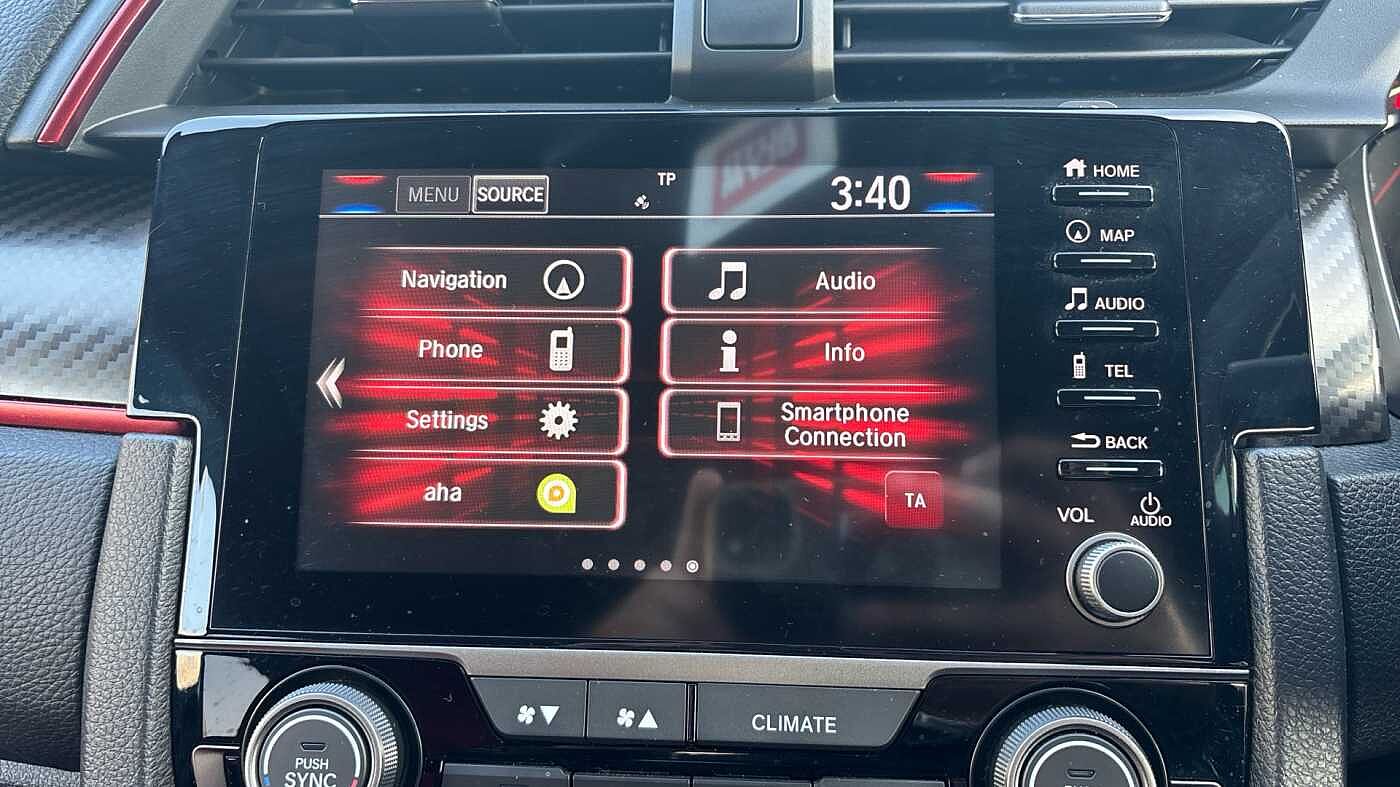 MENU SOURCE TP 3:40
Navigation
Audio
Phone
Info
Settings
Smartphone
Connection
aha
TA
HOME
MAP
AUDIO
TEL
BACK
VOL
AUDIO
CLIMATE
PUSH
SYNC